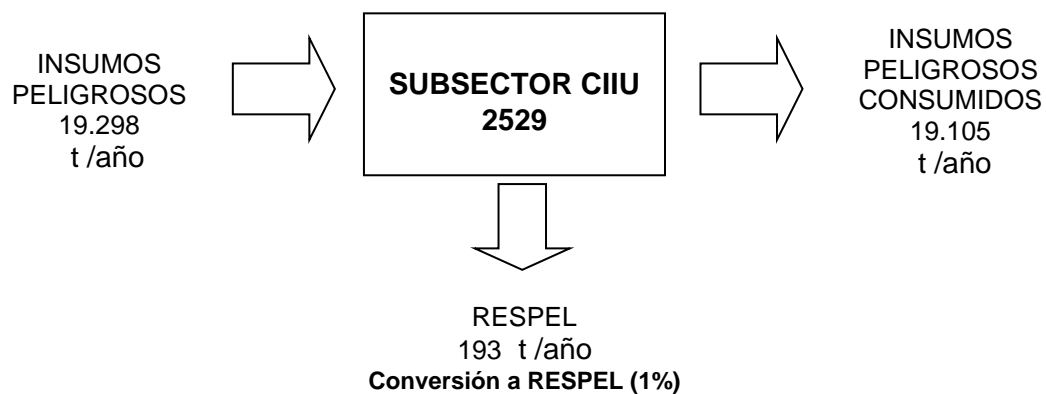 INSUMOS
PELIGROSOS
19.298
t /año
SUBSECTOR CIIU
2529
INSUMOS
PELIGROSOS
CONSUMIDOS
19.105
t /año
RESPEL
193 t /año
Conversión a RESPEL (1%)